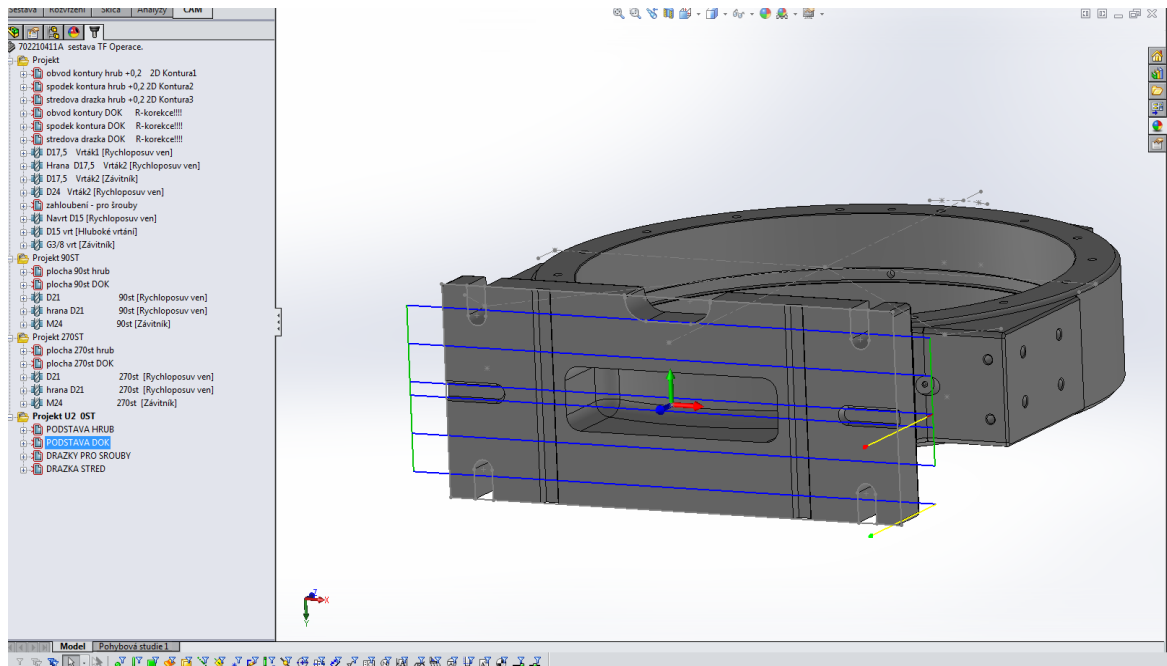 Sestava Rozvržení Skica Analýzy CAM
702210411A sestava TF Operace.
Projekt
obvod kontury hrub +0,2 2D Kontura1
spodek kontura hrub +0,2 2D Kontura2
stredova drazka hrub +0,2 2D Kontura3
obvod kontury DOK R-korekce!!!!
spodek kontura DOK R-korekce!!!!
stredova drazka DOK R-korekce!!!!
D17,5 Vrták1 [Rychloposuv ven]
Hrana D17,5 Vrták2 [Rychloposuv ven]
D17,5 Vrták2 [Závitník]
D24 Vrták2 [Rychloposuv ven]
zahloubení - pro šrouby
Navrt D15 [Rychloposuv ven]
D15 vrt [Hluboké vrtání]
G3/8 vrt [Závitník]
Projekt 90ST
plocha 90st hrub
plocha 90st DOK
D21 90st [Rychloposuv ven]
hrana D21 90st [Rychloposuv ven]
M24 90st [Závitník]
Projekt 270ST
plocha 270st hrub
plocha 270st DOK
D21 270st [Rychloposuv ven]
hrana D21 270st [Rychloposuv ven]
M24 270st [Závitník]
Projekt U2 0ST
PODSTAVA HRUB
PODSTAVA DOK
DRAZKY PRO SROUBY
DRAZKA STRED
Z
X
Y
Model Pohybová studie 1